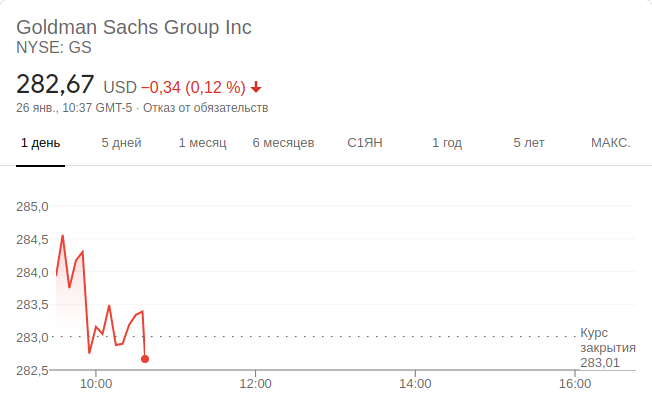 Goldman Sachs Group Inc
NYSE: GS
282,67 USD −0,34 (0,12 %)
26 янв., 10:37 GMT-5 · Отказ от обязательств
1 день 5 дней 1 месяц 6 месяцев С1ЯН 1 год 5 лет МАКС.
285,0
284,5
284,0
283,5
283,0
282,5
Курс
закрытия
283,01
10:00 12:00 14:00 16:00